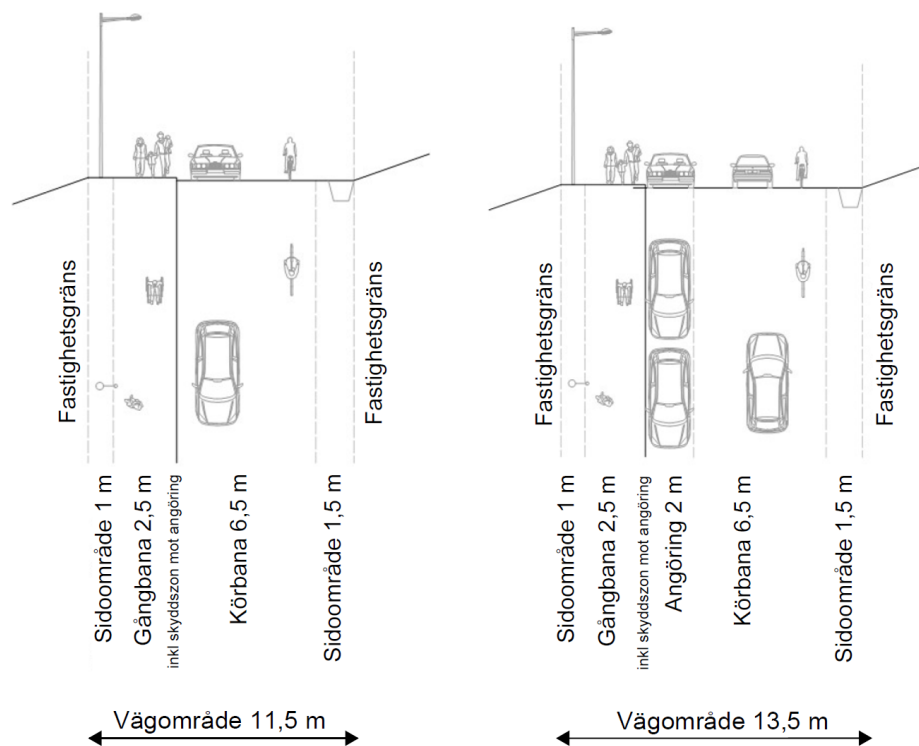 Fastighetsgräns
Sidoområde 1 m
Gångbana 2,5 m
inkl skyddszon mot angöring
Körbana 6,5 m
Sidoområde 1,5 m
Fastighetsgräns
Vägområde 11,5 m
Fastighetsgräns
Sidoområde 1 m
Gångbana 2,5 m
inkl skyddszon mot angöring
Angöring 2 m
Körbana 6,5 m
Sidoområde 1,5 m
Fastighetsgräns
Vägområde 13,5 m